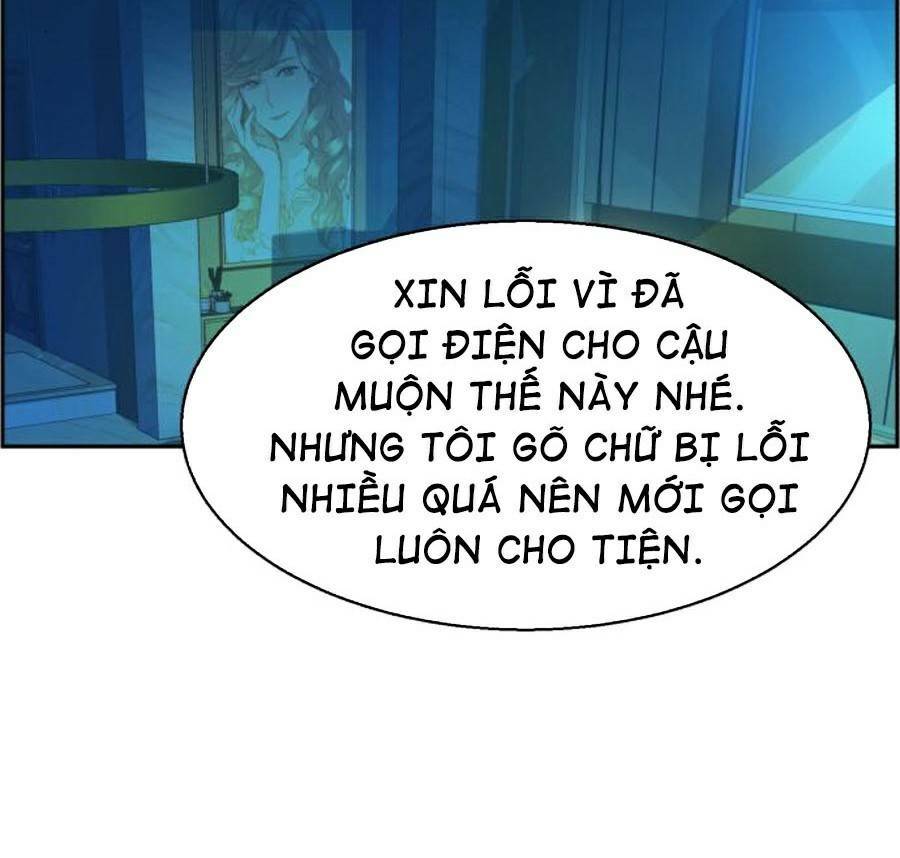 XIN LỖI VÌ ĐÃ
GỌI ĐIỆN CHO CẬU
MUỘN THẾ NÀY NHÉ.
NHƯNG TÔI GÕ CHỮ BỊ LỖI
NHIỀU QUÁ NÊN MỚI GỌI
LUÔN CHO TIỆN.